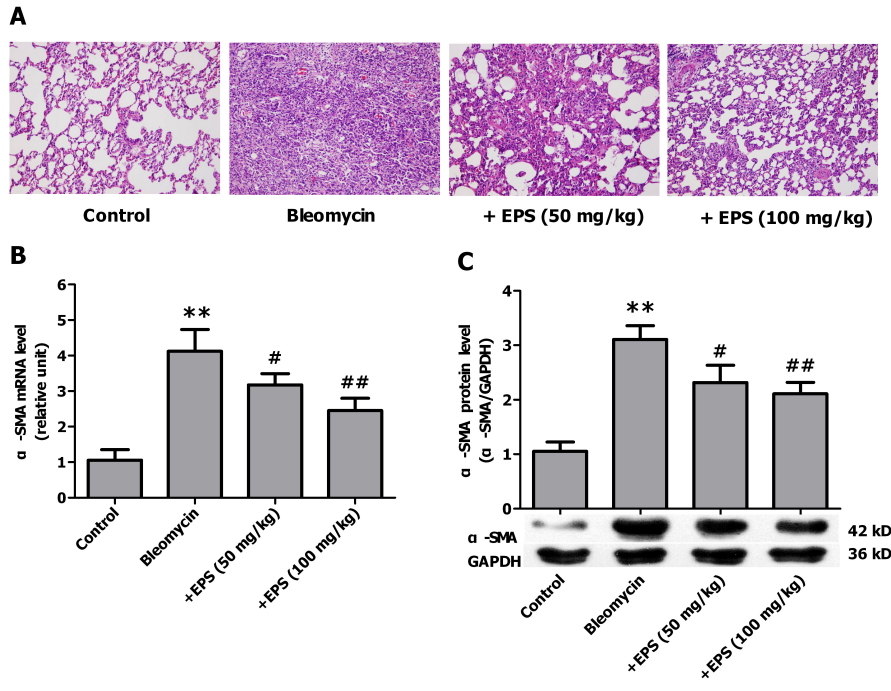 A
Control
Bleomycin
+ EPS (50 mg/kg)
+ EPS (100 mg/kg)
B
α -SMA mRNA level
(relative unit)
6
5
4
3
2
1
0
**
#
##
Control
Bleomycin
+EPS (50 mg/kg)
+EPS (100 mg/kg)
C
α -SMA protein level
(α -SMA/GAPDH)
4
3
2
1
0
**
#
##
α -SMA
42 kD
GAPDH
36 kD
Control
Bleomycin
+EPS (50 mg/kg)
+EPS (100 mg/kg)